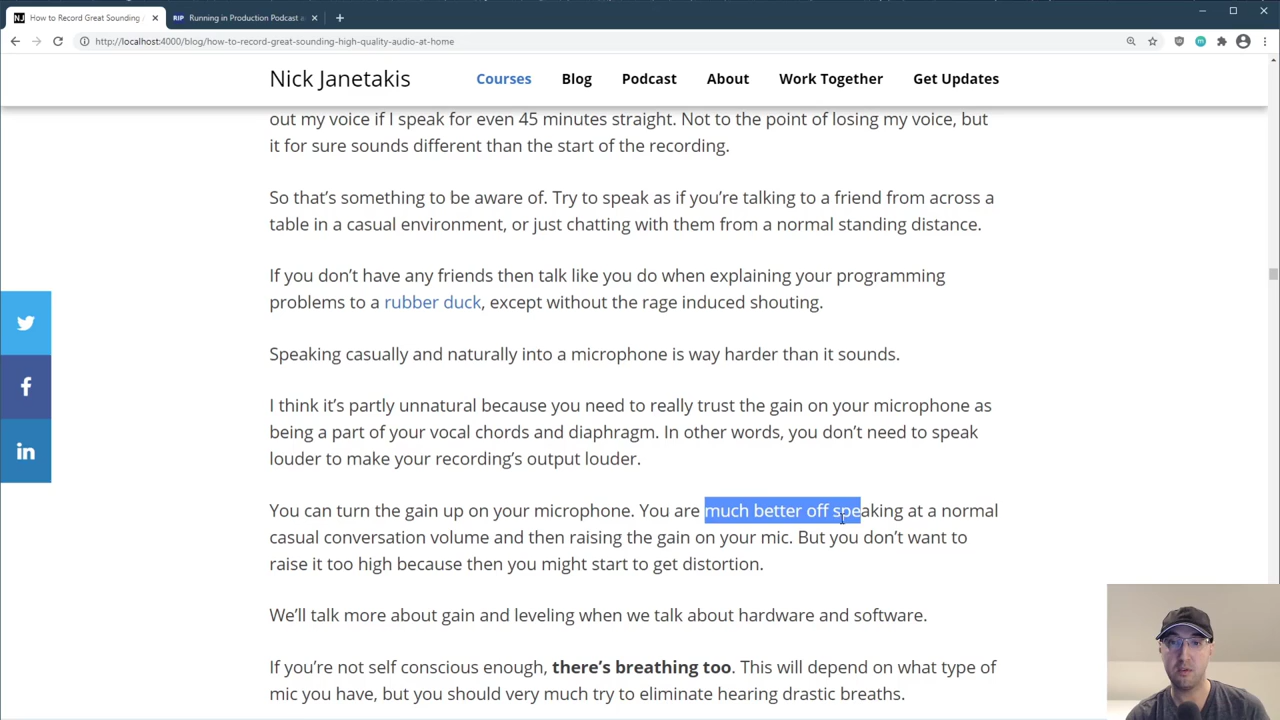 How to Record Great Sounding
Running in Production Podcast
http://localhost:4000/blog/how-to-record-great-sounding-high-quality-audio-at-home
Nick Janetakis
Courses
Blog
Podcast
About
Work Together
Get Updates
out my voice if I speak for even 45 minutes straight. Not to the point of losing my voice, but
it for sure sounds different than the start of the recording.
So that’s something to be aware of. Try to speak as if you’re talking to a friend from across a
table in a casual environment, or just chatting with them from a normal standing distance.
If you don’t have any friends then talk like you do when explaining your programming
problems to a rubber duck, except without the rage induced shouting.
Speaking casually and naturally into a microphone is way harder than it sounds.
I think it’s partly unnatural because you need to really trust the gain on your microphone as
being a part of your vocal chords and diaphragm. In other words, you don’t need to speak
louder to make your recording’s output louder.
You can turn the gain up on your microphone. You are much better off speaking at a normal
casual conversation volume and then raising the gain on your mic. But you don’t want to
raise it too high because then you might start to get distortion.
We’ll talk more about gain and leveling when we talk about hardware and software.
If you’re not self conscious enough, there’s breathing too. This will depend on what type of
mic you have, but you should very much try to eliminate hearing drastic breaths.